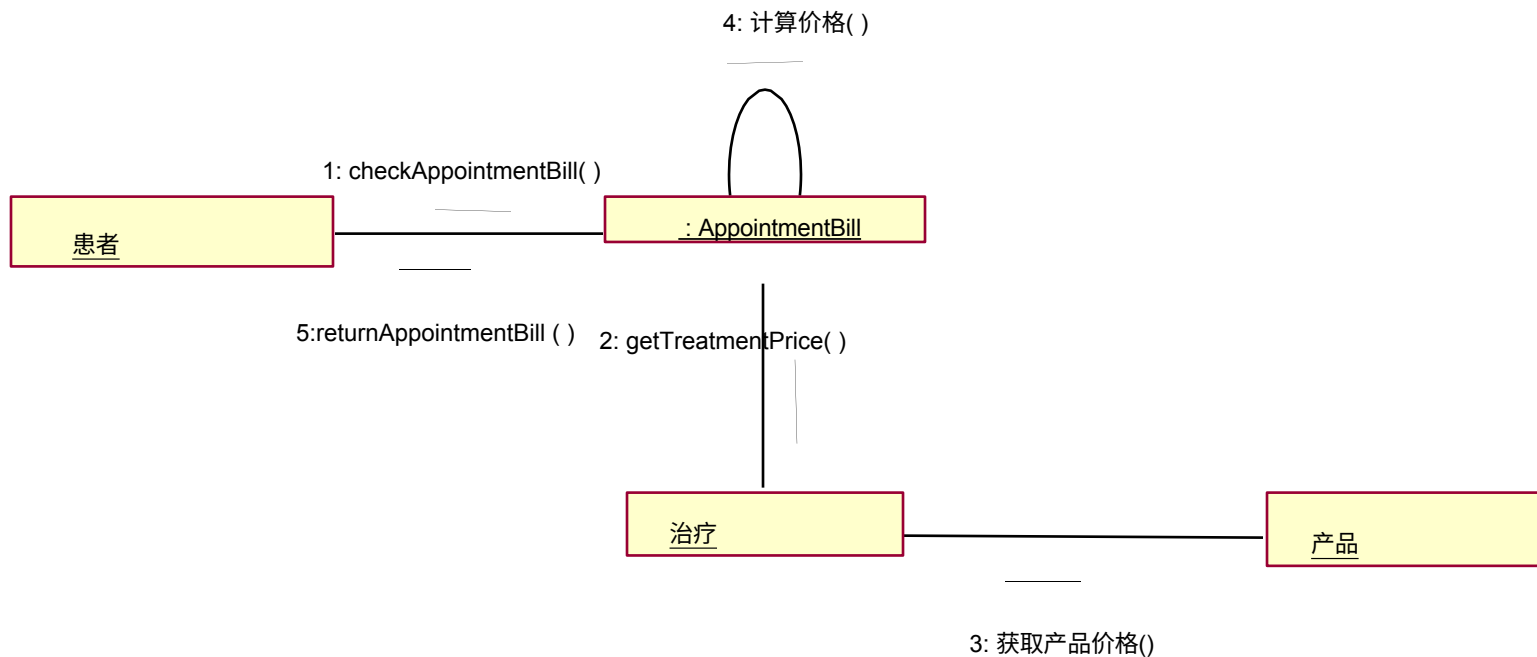 4: 计算价格( )
1: checkAppointmentBill( )
患者
: AppointmentBill
5:returnAppointmentBill ( )
2: getTreatmentPrice( )
治疗
产品
3: 获取产品价格()